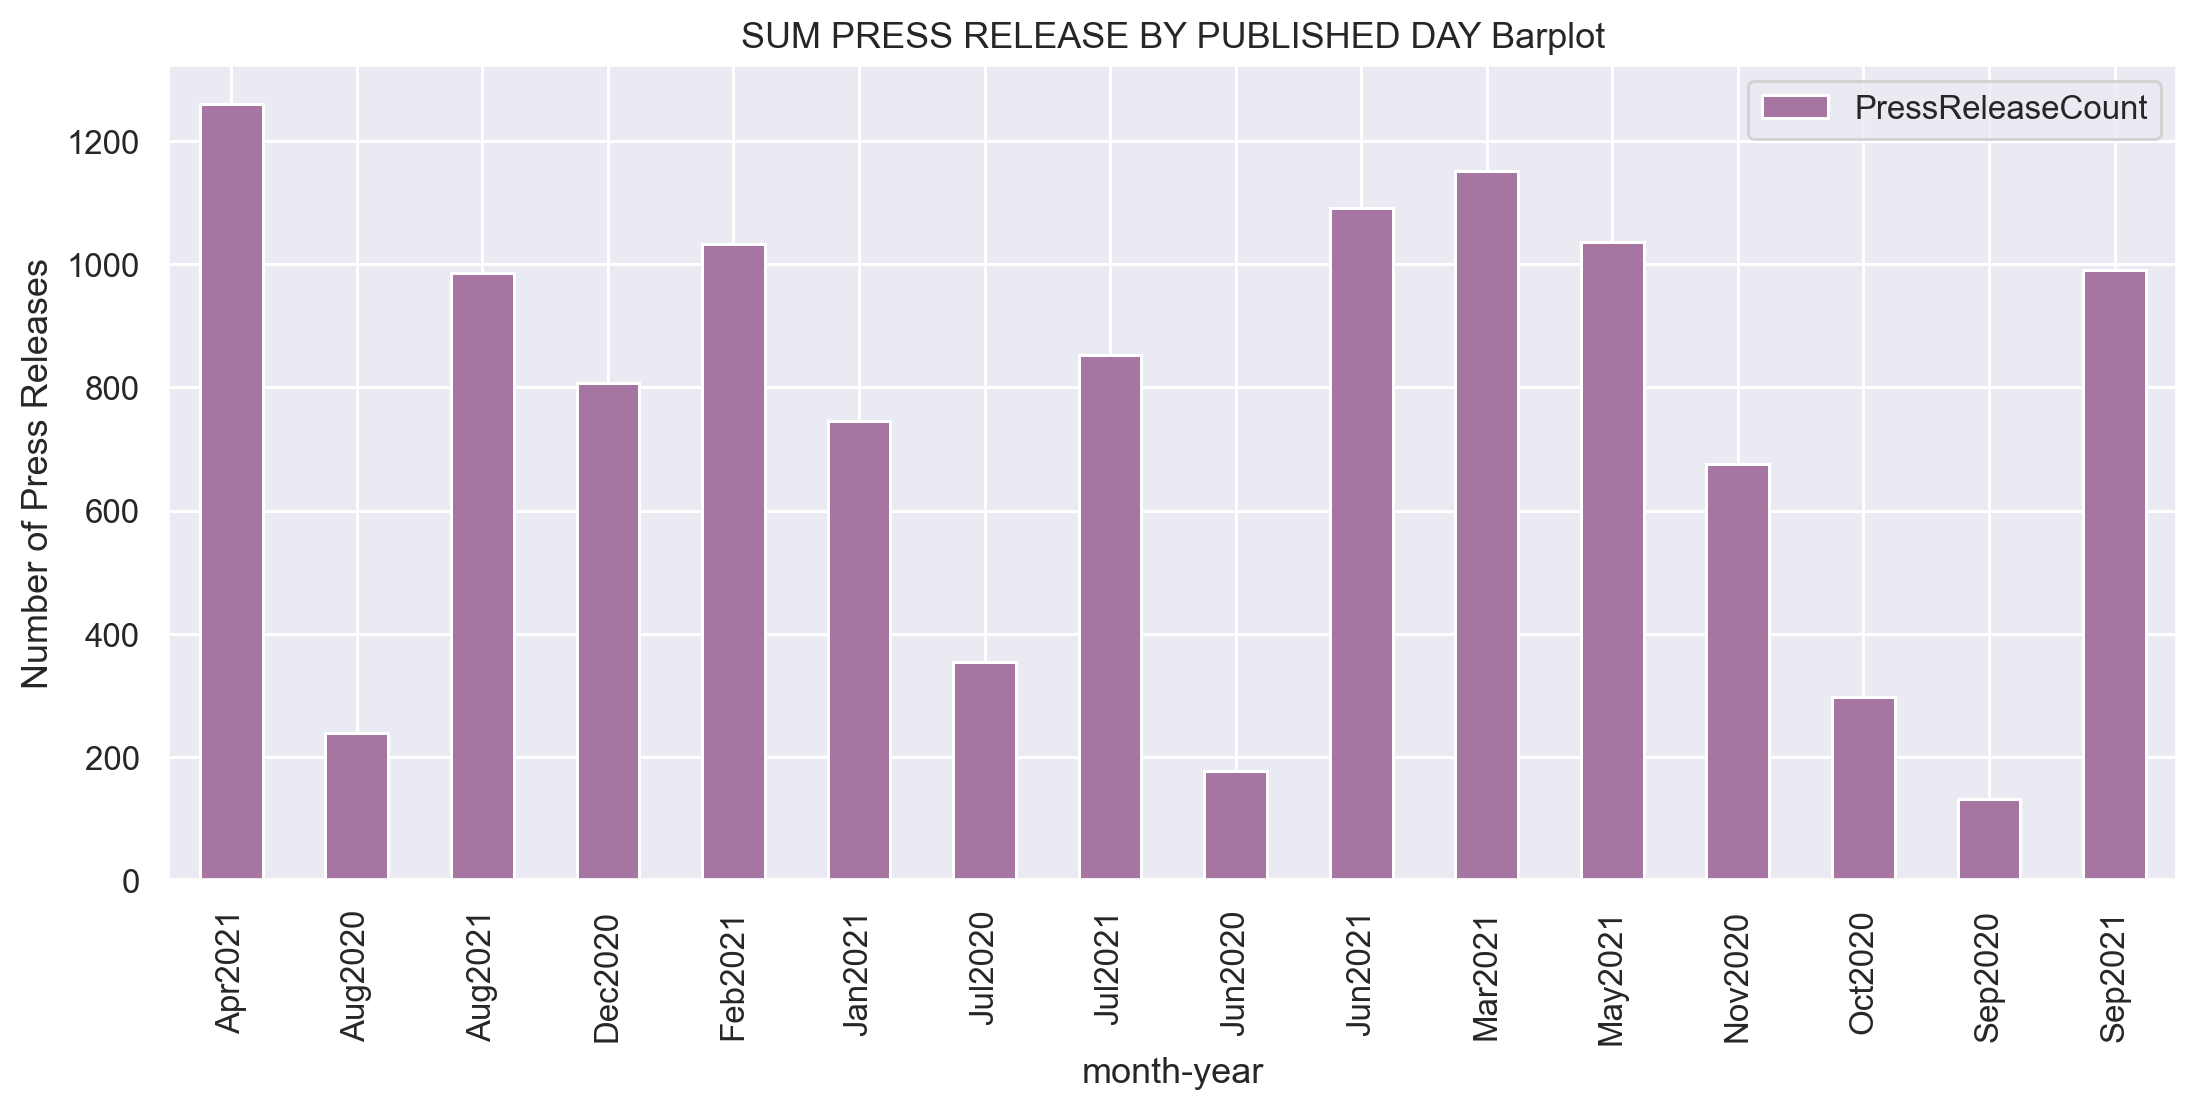 SUM PRESS RELEASE BY PUBLISHED DAY Barplot
PressReleaseCount
Number of Press Releases
1200
1000
800
600
400
200
0
Apr2021
Aug2020
Aug2021
Dec2020
Feb2021
Jan2021
Jul2020
Jul2021
Jun2020
Jun2021
Mar2021
May2021
Nov2020
Oct2020
Sep2020
Sep2021
month-year